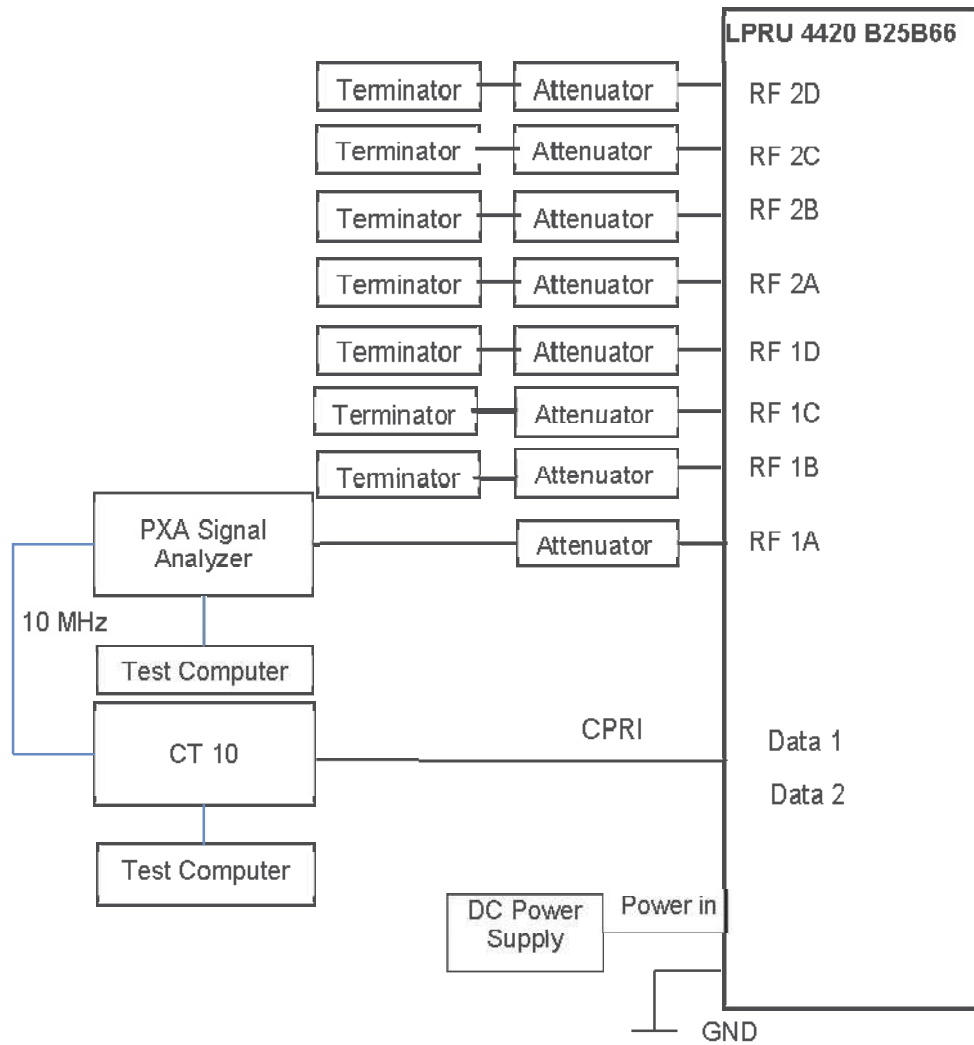 LPRU 4420 B25B66
Terminator Attenuator RF 2D
Terminator Attenuator RF 2C
Terminator Attenuator RF 2B
Terminator Attenuator RF 2A
Terminator Attenuator RF 1D
Terminator Attenuator RF 1C
Terminator Attenuator RF 1B
PXA Signal
Analyzer
Attenuator RF 1A
10 MHz
Test Computer
CT 10
CPRI
Data 1
Data 2
Test Computer
DC Power
Supply
Power in
GND